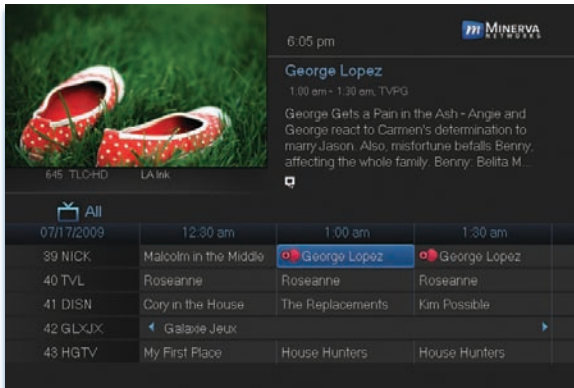 6:05 pm
m MINERVA
NETWORKS
George Lopez
1:00 am - 1:30 am, TVPG
George Gets a Pain in the Ash - Angie and
George react to Carmen's determination to
marry Jason. Also, misfortune befalls Benny,
affecting the whole family. Benny: Belita M...
645 TLC-HD LA Ink
All
07/17/2009 12:30 am 1:00 am 1:30 am
39 NICK Malcolm in the Middle George Lopez George Lopez
40 TVL Roseanne Roseanne Roseanne
41 DISN Cory in the House The Replacements Kim Possible
42 GLXJX Galaxie Jeux
43 HGTV My First Place House Hunters House Hunters